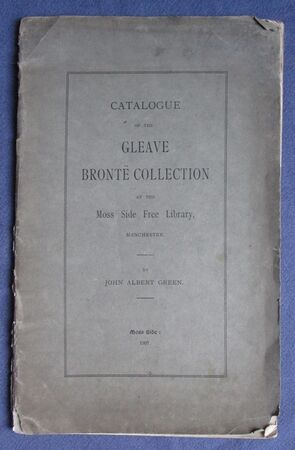 CATALOGUE
OF THE
GLEAVE
BRONTË COLLECTION
AT THE
Moss Side Free Library,
MANCHESTER.
BY
JOHN ALBERT GREEN.
Moss Side:
1907.